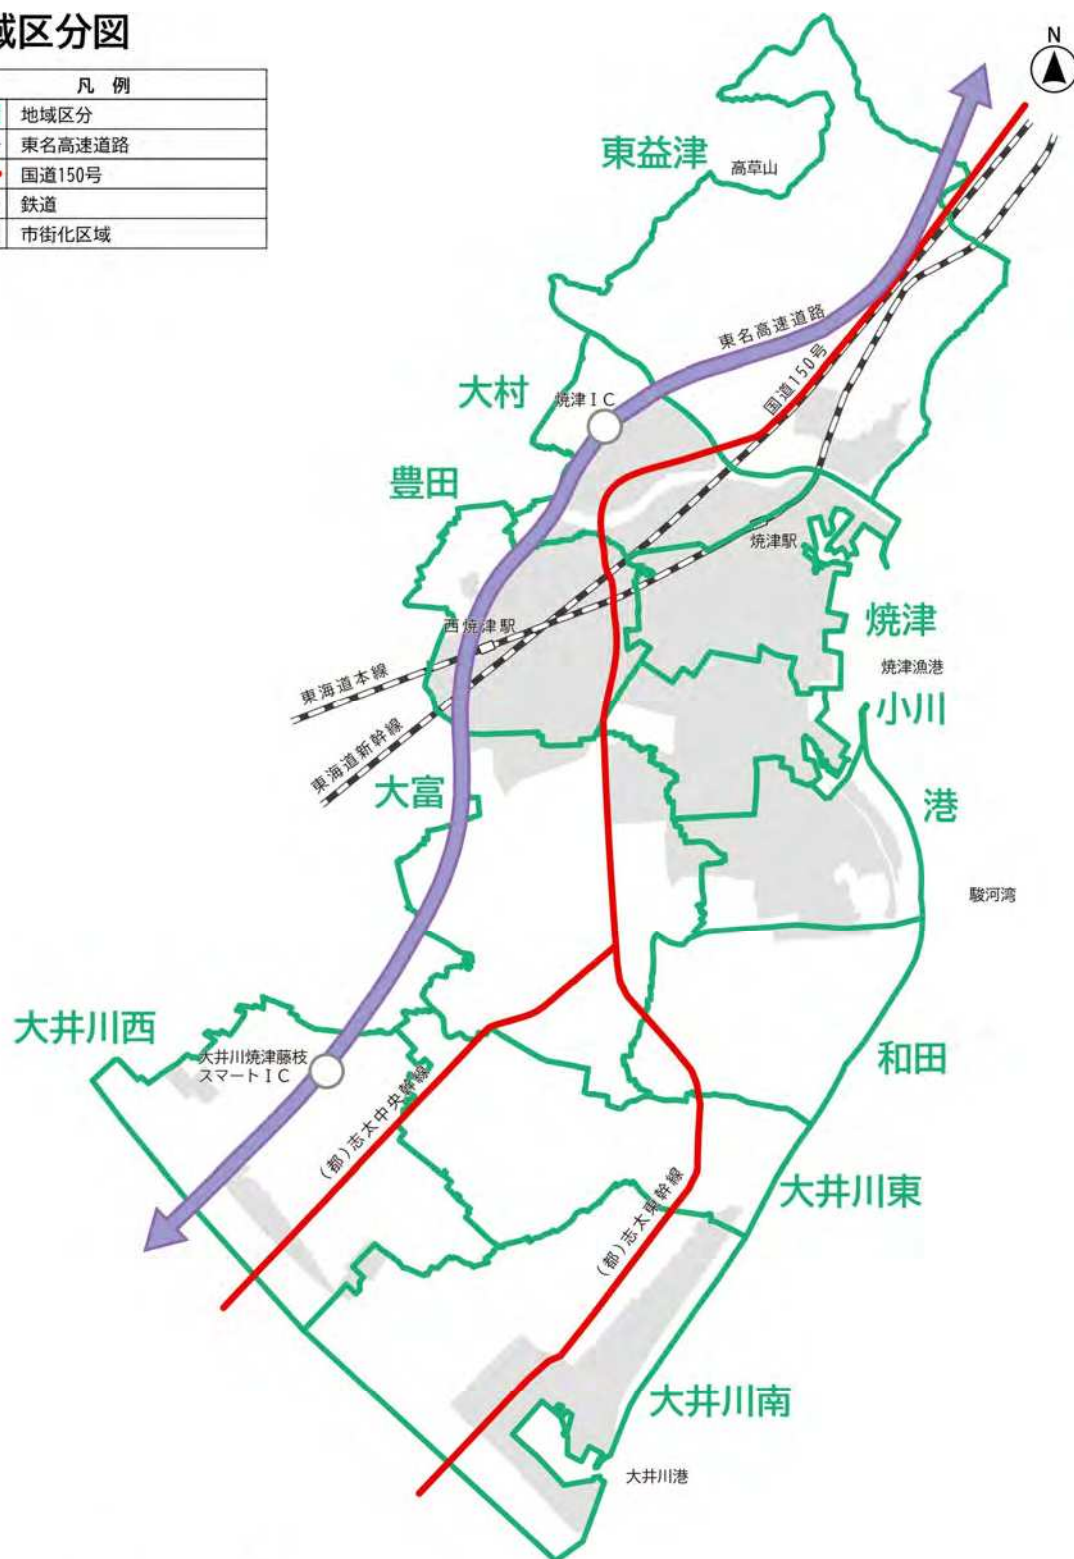 域区分図
凡 例
地域区分
東名高速道路
国道150号
鉄道
市街化区域
N
東益津
高草山
東名高速道路
国道150号
大村
焼津IC
豊田
焼津駅
西焼津駅
焼津
焼津漁港
東海道本線
小川
東海道新幹線
大富
港
駿河湾
大井川西
大井川焼津藤枝
スマートIC
和田
(都)志太中央幹線
大井川東
(都)志太東幹線
大井川南
大井川港